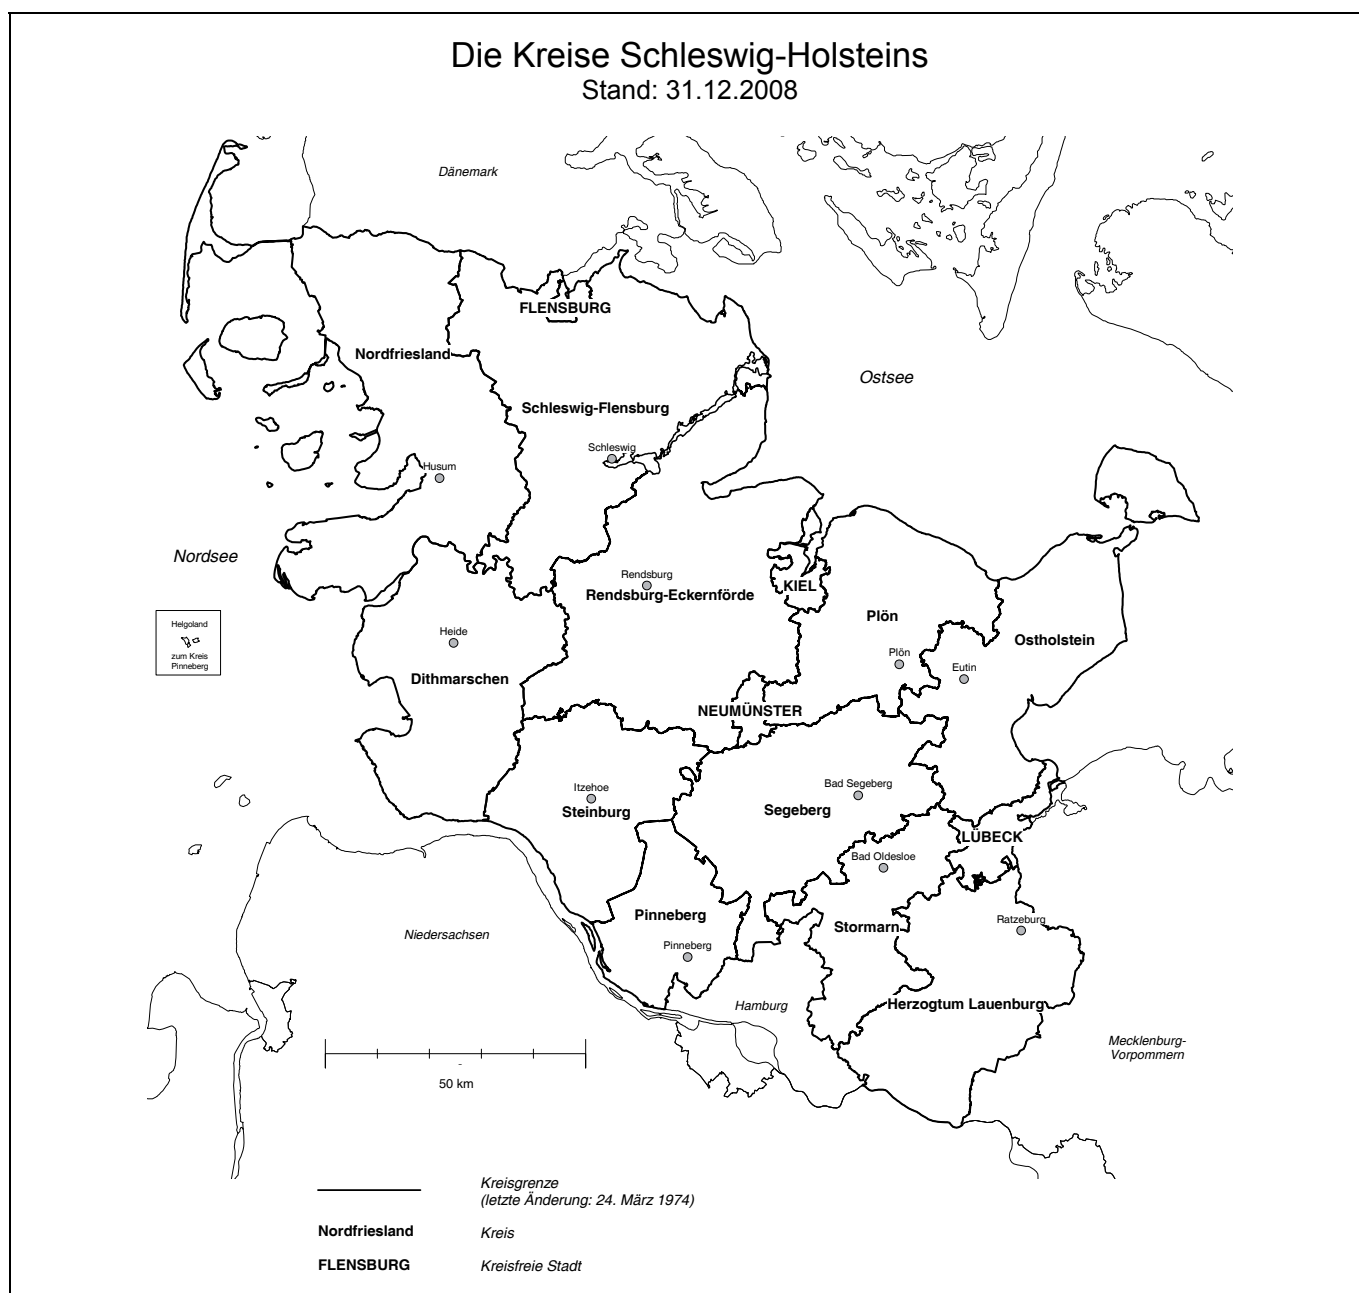 Die Kreise Schleswig-Holsteins
Stand: 31.12.2008
Dänemark
FLENSBURG
Nordfriesland
Ostsee
Schleswig-Flensburg
Schleswig
Husum
Nordsee
Rendsburg
Rendsburg-Eckernförde
KIEL
Plön
Helgoland
zum Kreis
Pinneberg
Heide
Ostholstein
Plön
Eutin
Dithmarschen
NEUMÜNSTER
Itzehoe
Steinburg
Bad Segeberg
Segeberg
LÜBECK
Bad Oldesloe
Pinneberg
Stormarn
Ratzeburg
Niedersachsen
Pinneberg
Hamburg
Herzogtum Lauenburg
Mecklenburg-
Vorpommern
50 km
Kreisgrenze
(letzte Änderung: 24. März 1974)
Nordfriesland
Kreis
FLENSBURG
Kreisfreie Stadt